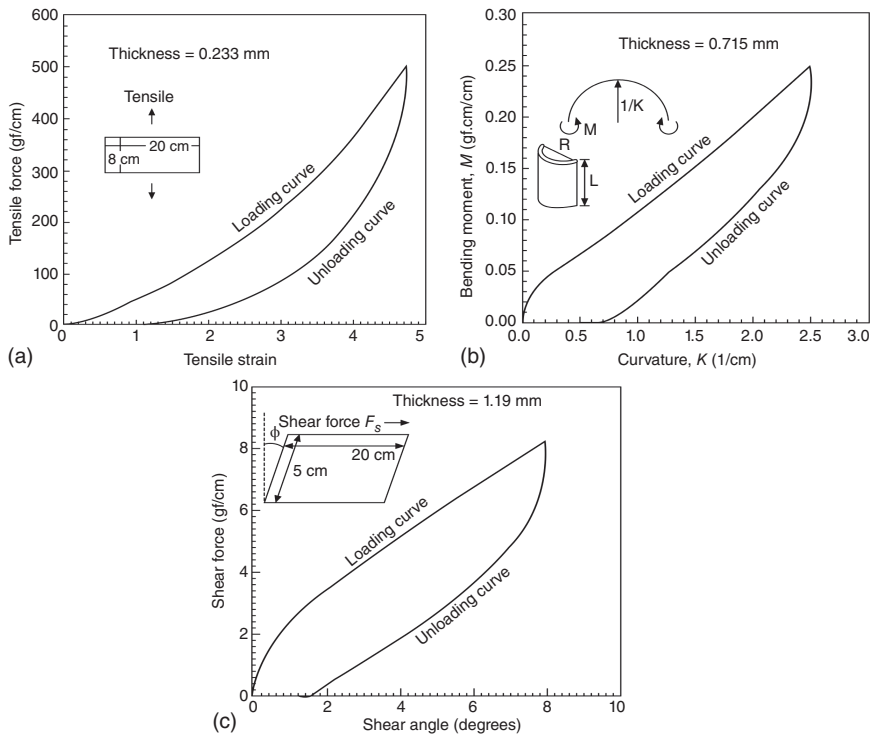 600
500
400
300
200
100
0
Tensile force (gf/cm)
Thickness = 0.233 mm
Tensile
20 cm
8 cm
Loading curve
Unloading curve
0 1 2 3 4 5
Tensile strain
(a)
0.30
0.25
0.20
0.15
0.10
0.05
0.00
Bending moment, M (gf.cm/cm)
Thickness = 0.715 mm
1/K
M
R
L
Loading curve
Unloading curve
0.0 0.5 1.0 1.5 2.0 2.5 3.0
Curvature, K (1/cm)
(b)
10
8
6
4
2
0
Shear force (gf/cm)
Thickness = 1.19 mm
Shear force Fs
ϕ
20 cm
5 cm
Loading curve
Unloading curve
0 2 4 6 8 10
Shear angle (degrees)
(c)